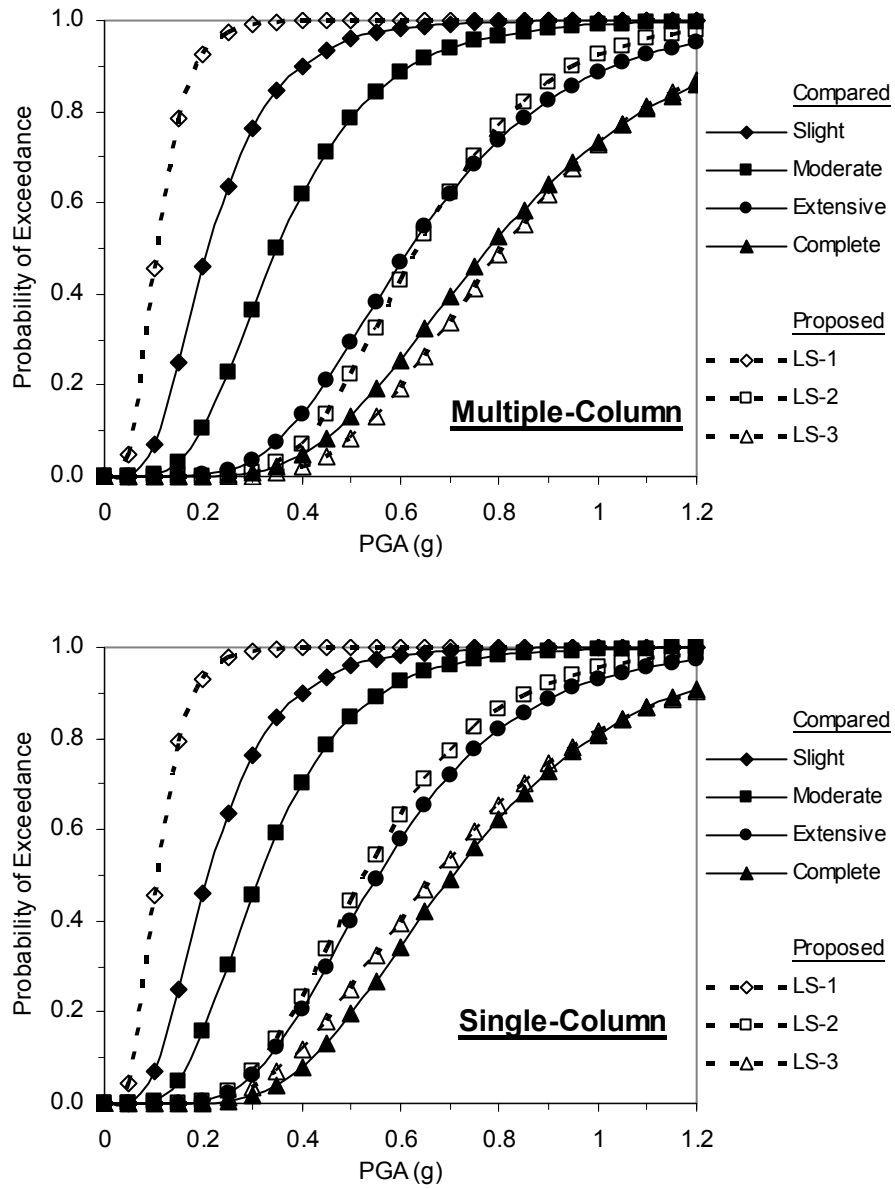 Probability of Exceedance
1.0
0.8
0.6
0.4
0.2
0.0
0 0.2 0.4 0.6 0.8 1 1.2
PGA (g)
Multiple-Column
Compared
Slight
Moderate
Extensive
Complete
Proposed
LS-1
LS-2
LS-3
Probability of Exceedance
1.0
0.8
0.6
0.4
0.2
0.0
0 0.2 0.4 0.6 0.8 1 1.2
PGA (g)
Single-Column
Compared
Slight
Moderate
Extensive
Complete
Proposed
LS-1
LS-2
LS-3